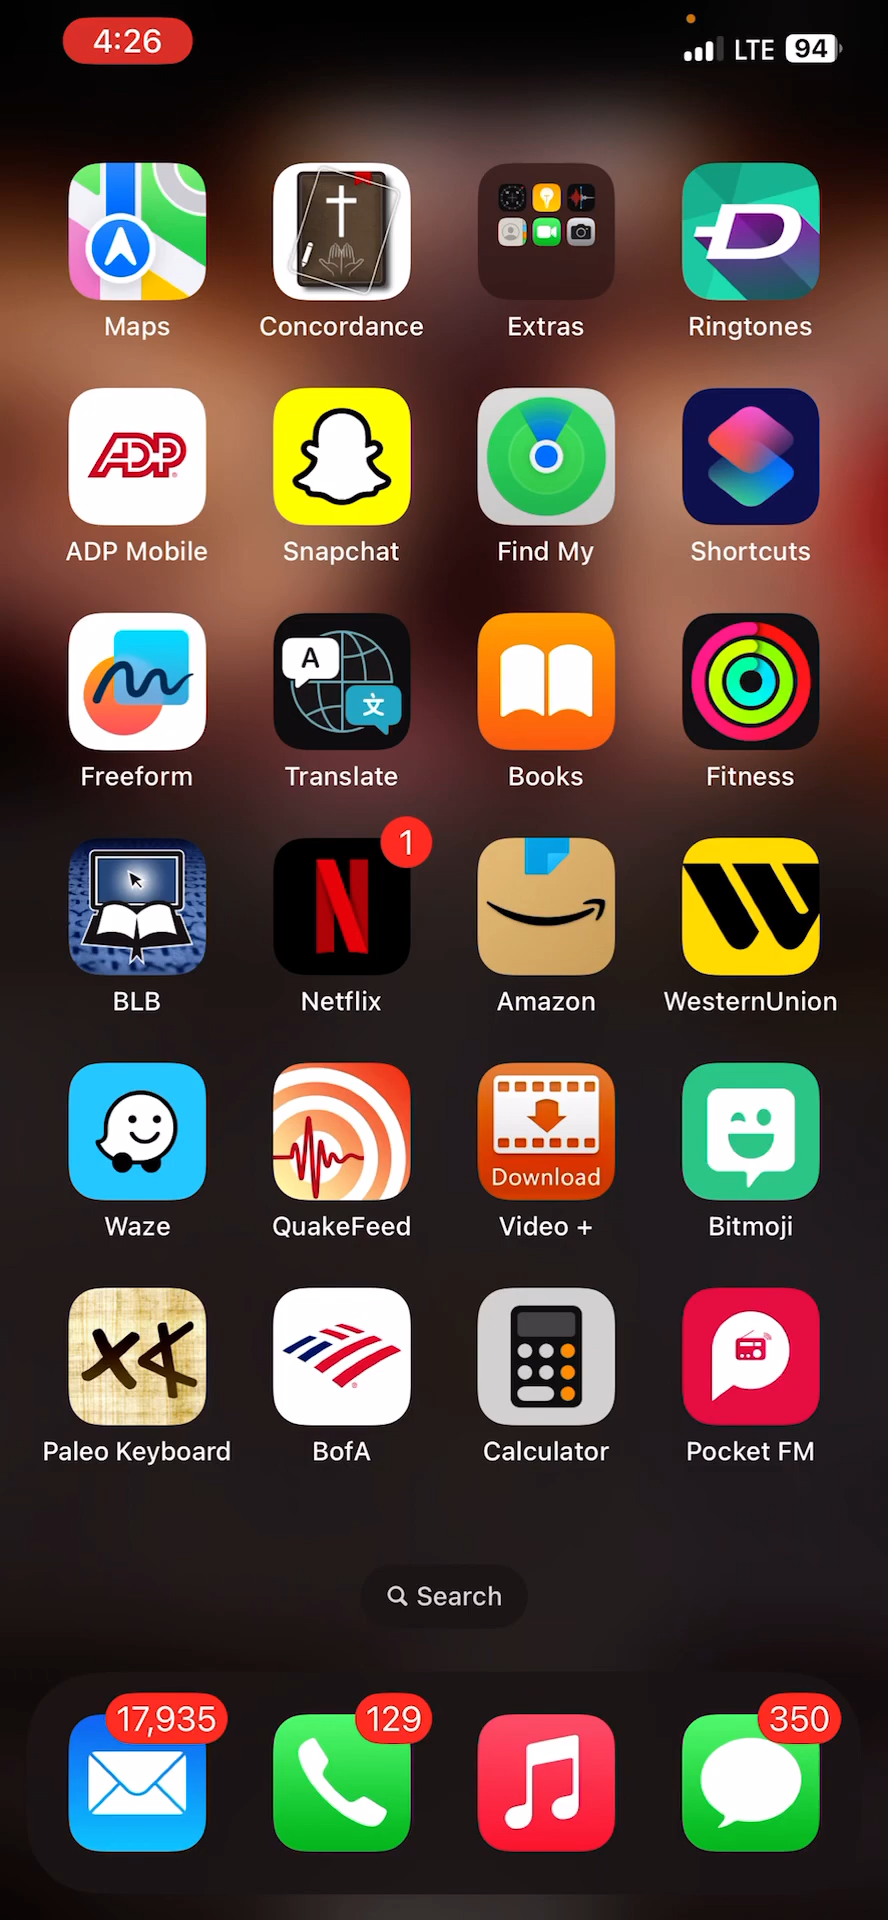 4:26
LTE 94
Maps Concordance Extras Ringtones
ADP
ADP Mobile Snapchat Find My Shortcuts
A 文
Freeform Translate Books Fitness
1
N W
BLB Netflix Amazon WesternUnion
Download
Waze QuakeFeed Video + Bitmoji
Paleo Keyboard BofA Calculator Pocket FM
Search
17,935 129 350